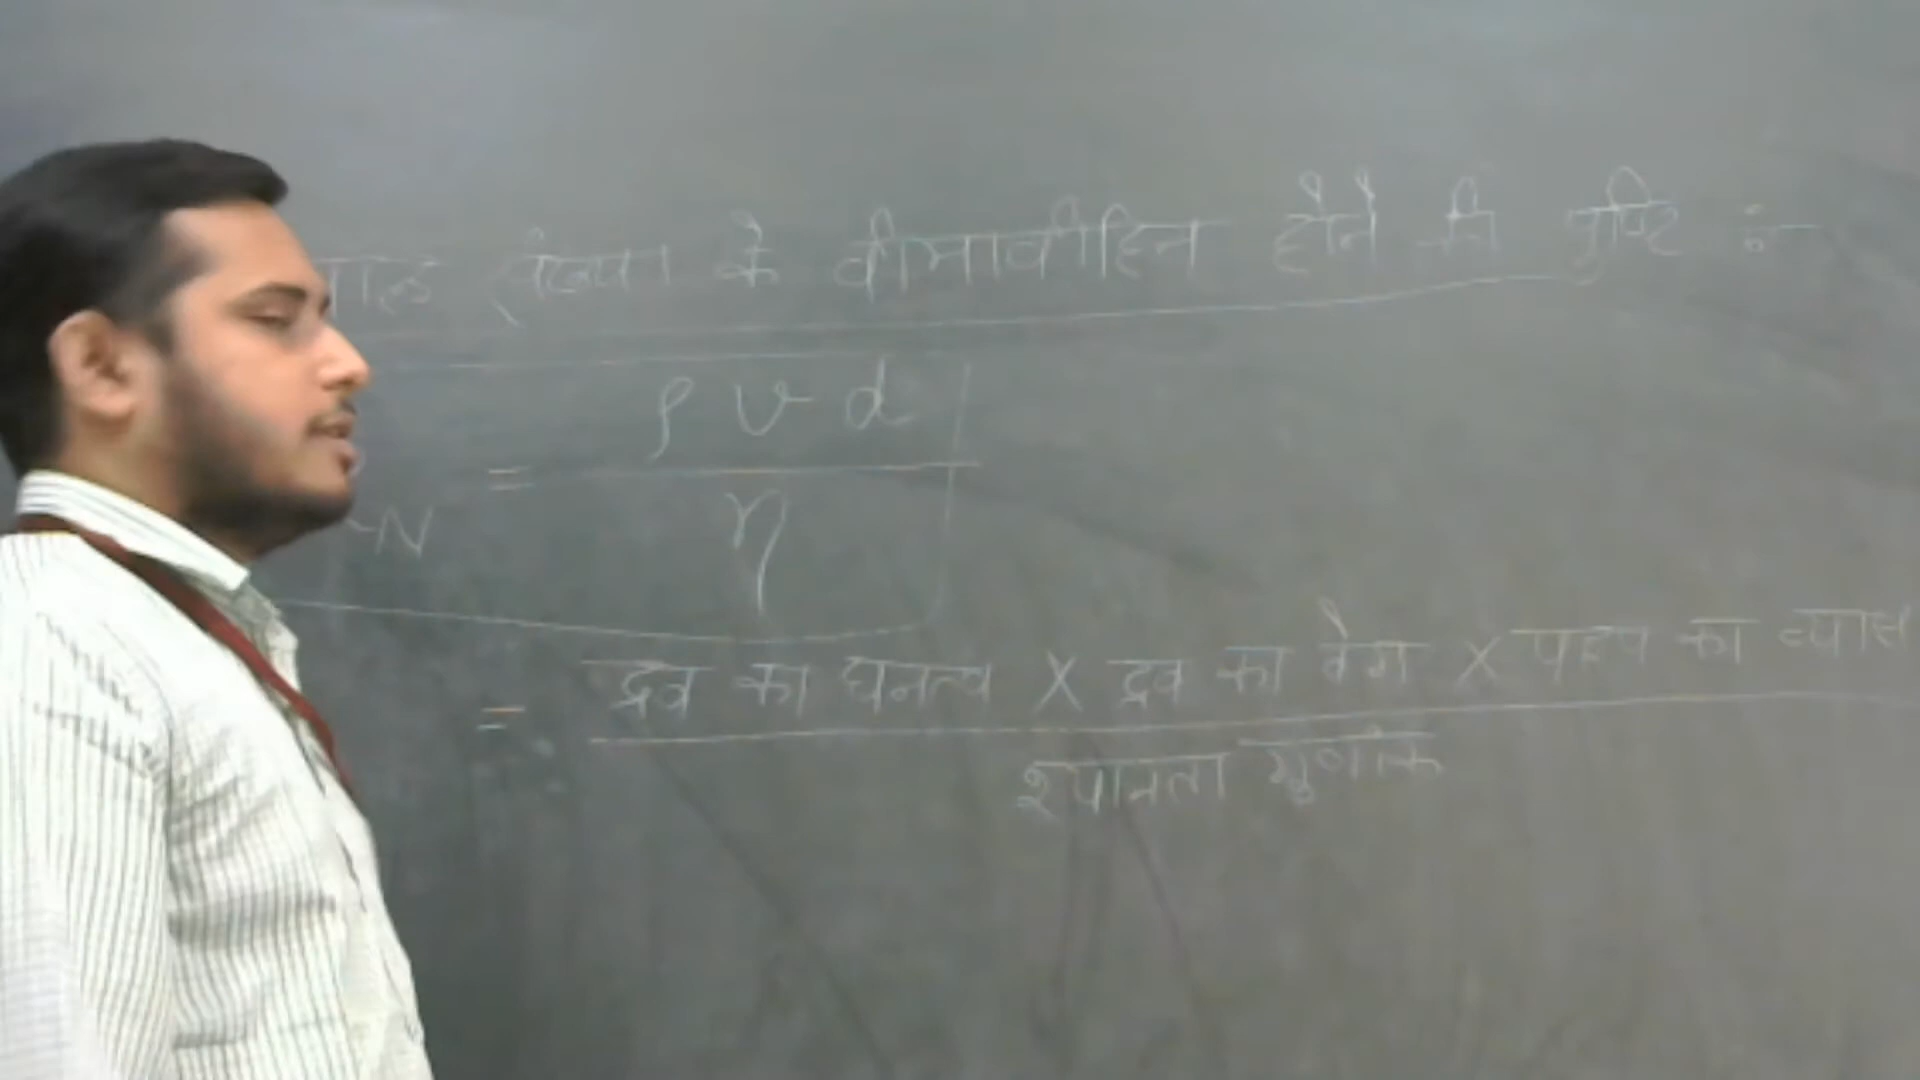 संख्या के वीमावीहिन होने की पुष्टि :-
ρ v d
N =
η
= द्रव का घनत्व X द्रव का वेग X पाइप का व्यास
श्यानता गुणांक